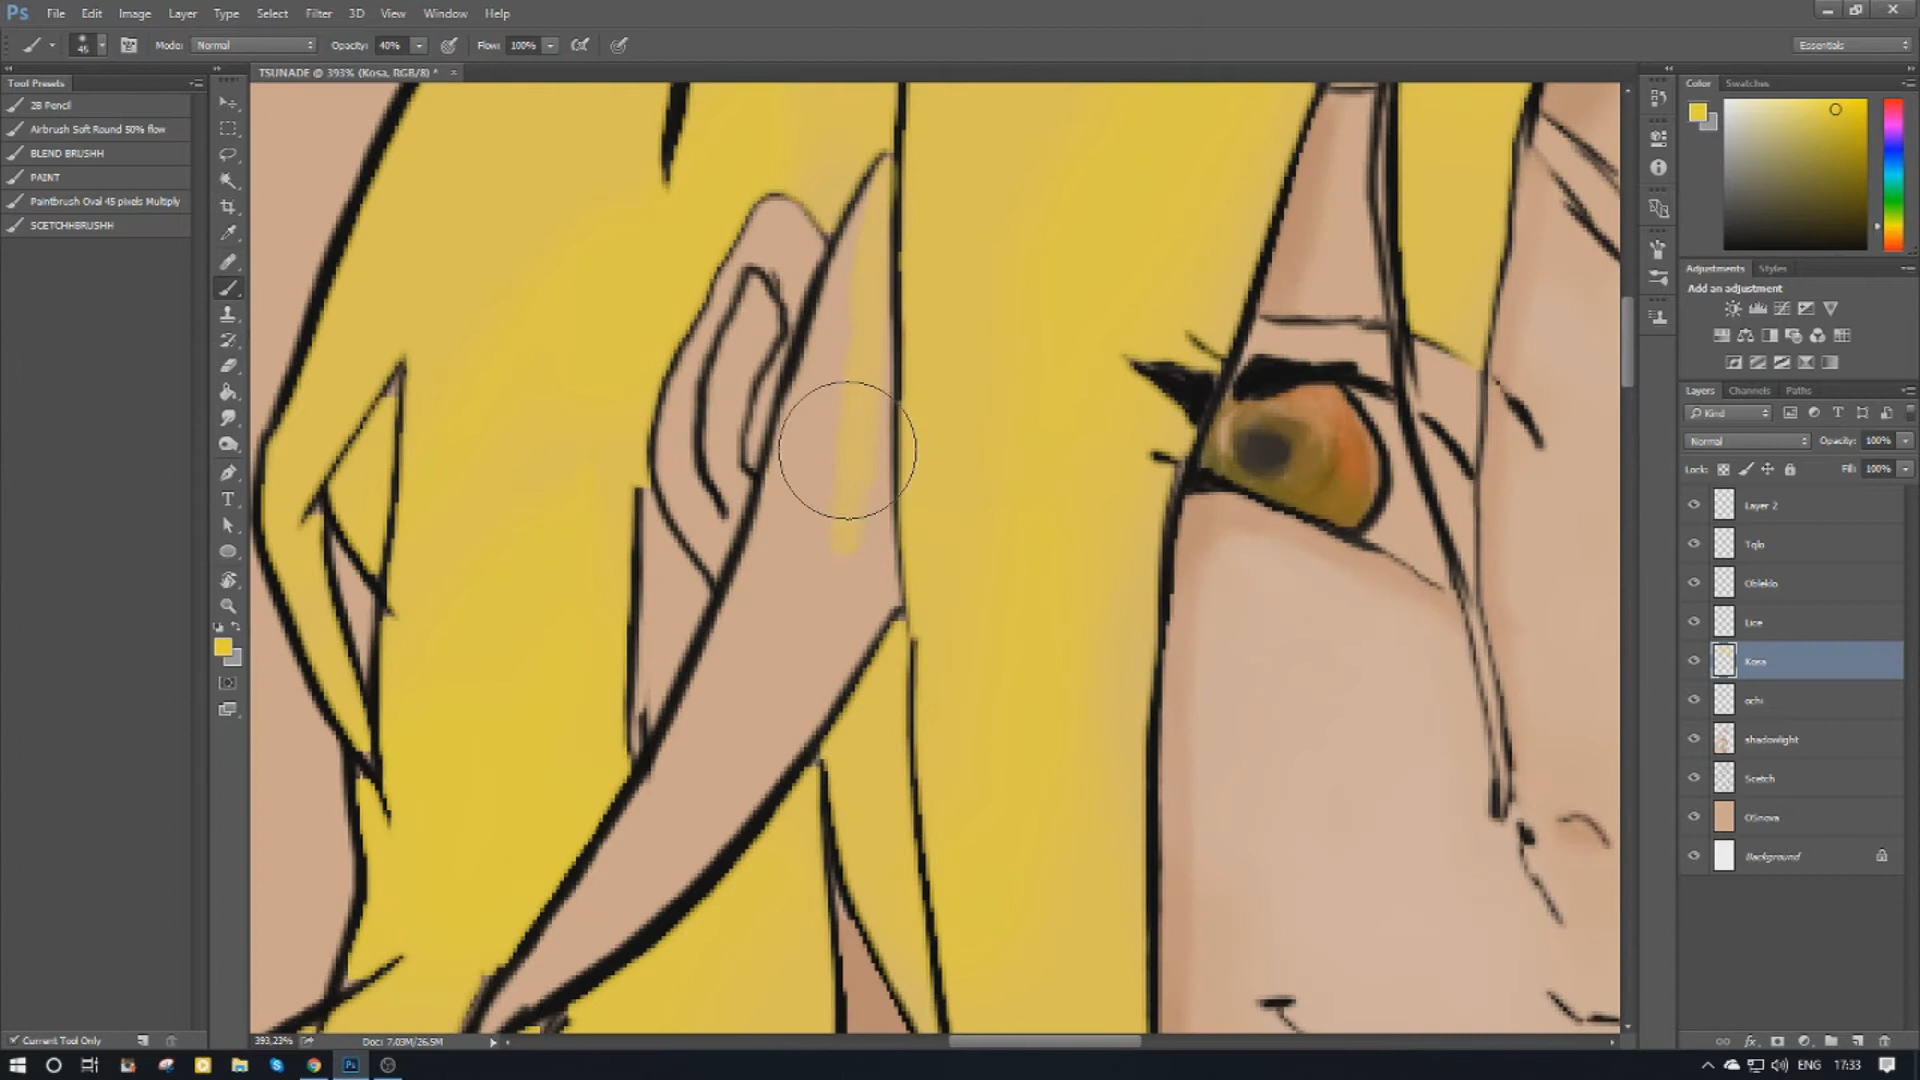 Ps File Edit Image Layer Type Select Filter 3D View Window Help
45 Mode: Normal Opacity: 40% Flow: 100% Essentials
TSUNADE @ 393% (Kosa, RGB/8) * ×
Tool Presets
2B Pencil
Airbrush Soft Round 50% flow
BLEND BRUSHH
PAINT
Paintbrush Oval 45 pixels Multiply
SCETCHHBRUSHH
Color Swatches
Adjustments Styles
Add an adjustment
Layers Channels Paths
Kind
Normal Opacity: 100%
Lock: Fill: 100%
Layer 2
Tqlo
Obleklo
Lice
Kosa
ochi
shadowlight
Scetch
OSnova
Background
Current Tool Only
393,23% Doc: 7,03M/26,5M
ENG 17:33